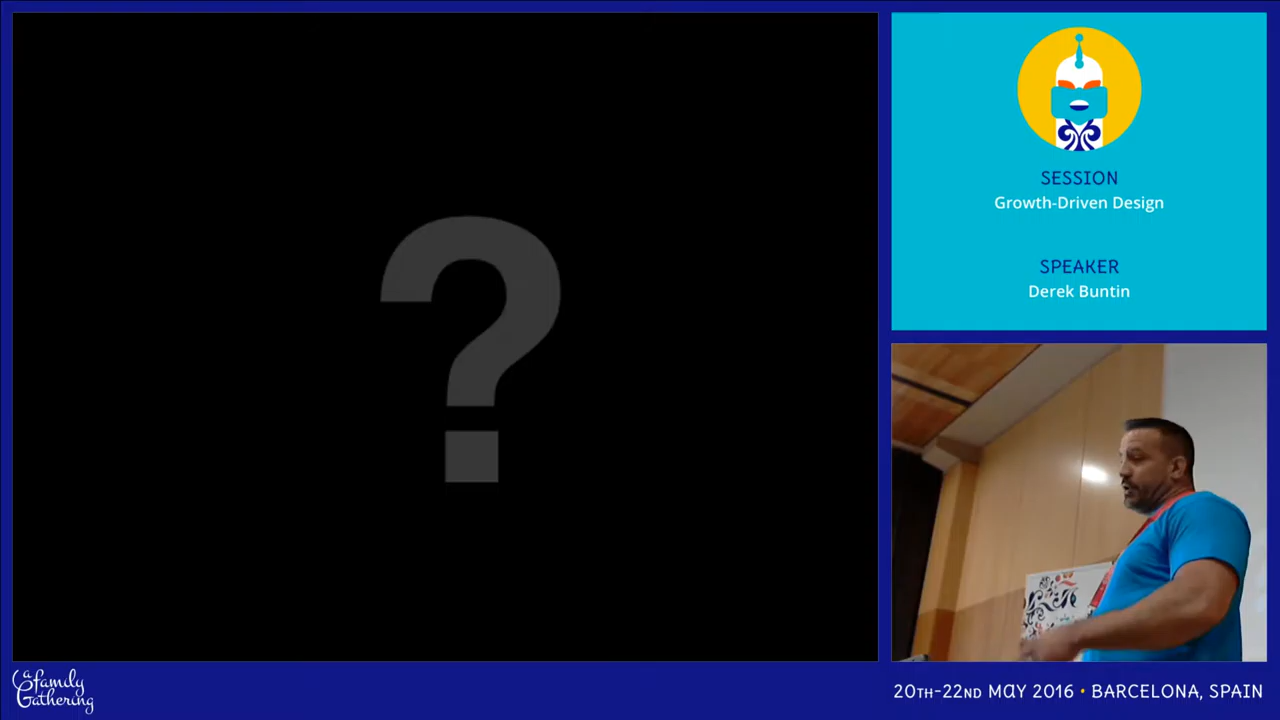 ?
SESSION
Growth-Driven Design
SPEAKER
Derek Buntin
a family
Gathering
20TH-22ND MAY 2016 • BARCELONA, SPAIN